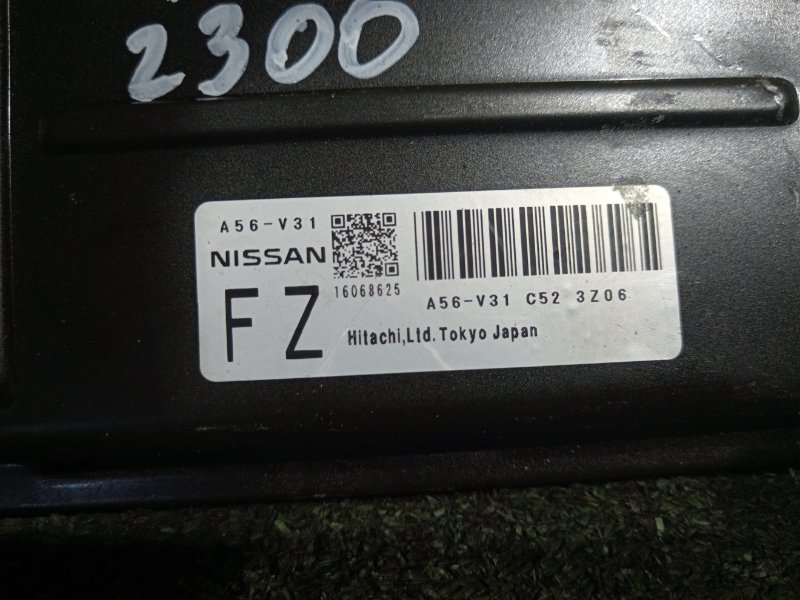 2300
A56-V31
NISSAN
16068625
FZ
A56-V31 C52 3Z06
Hitachi,Ltd.Tokyo Japan